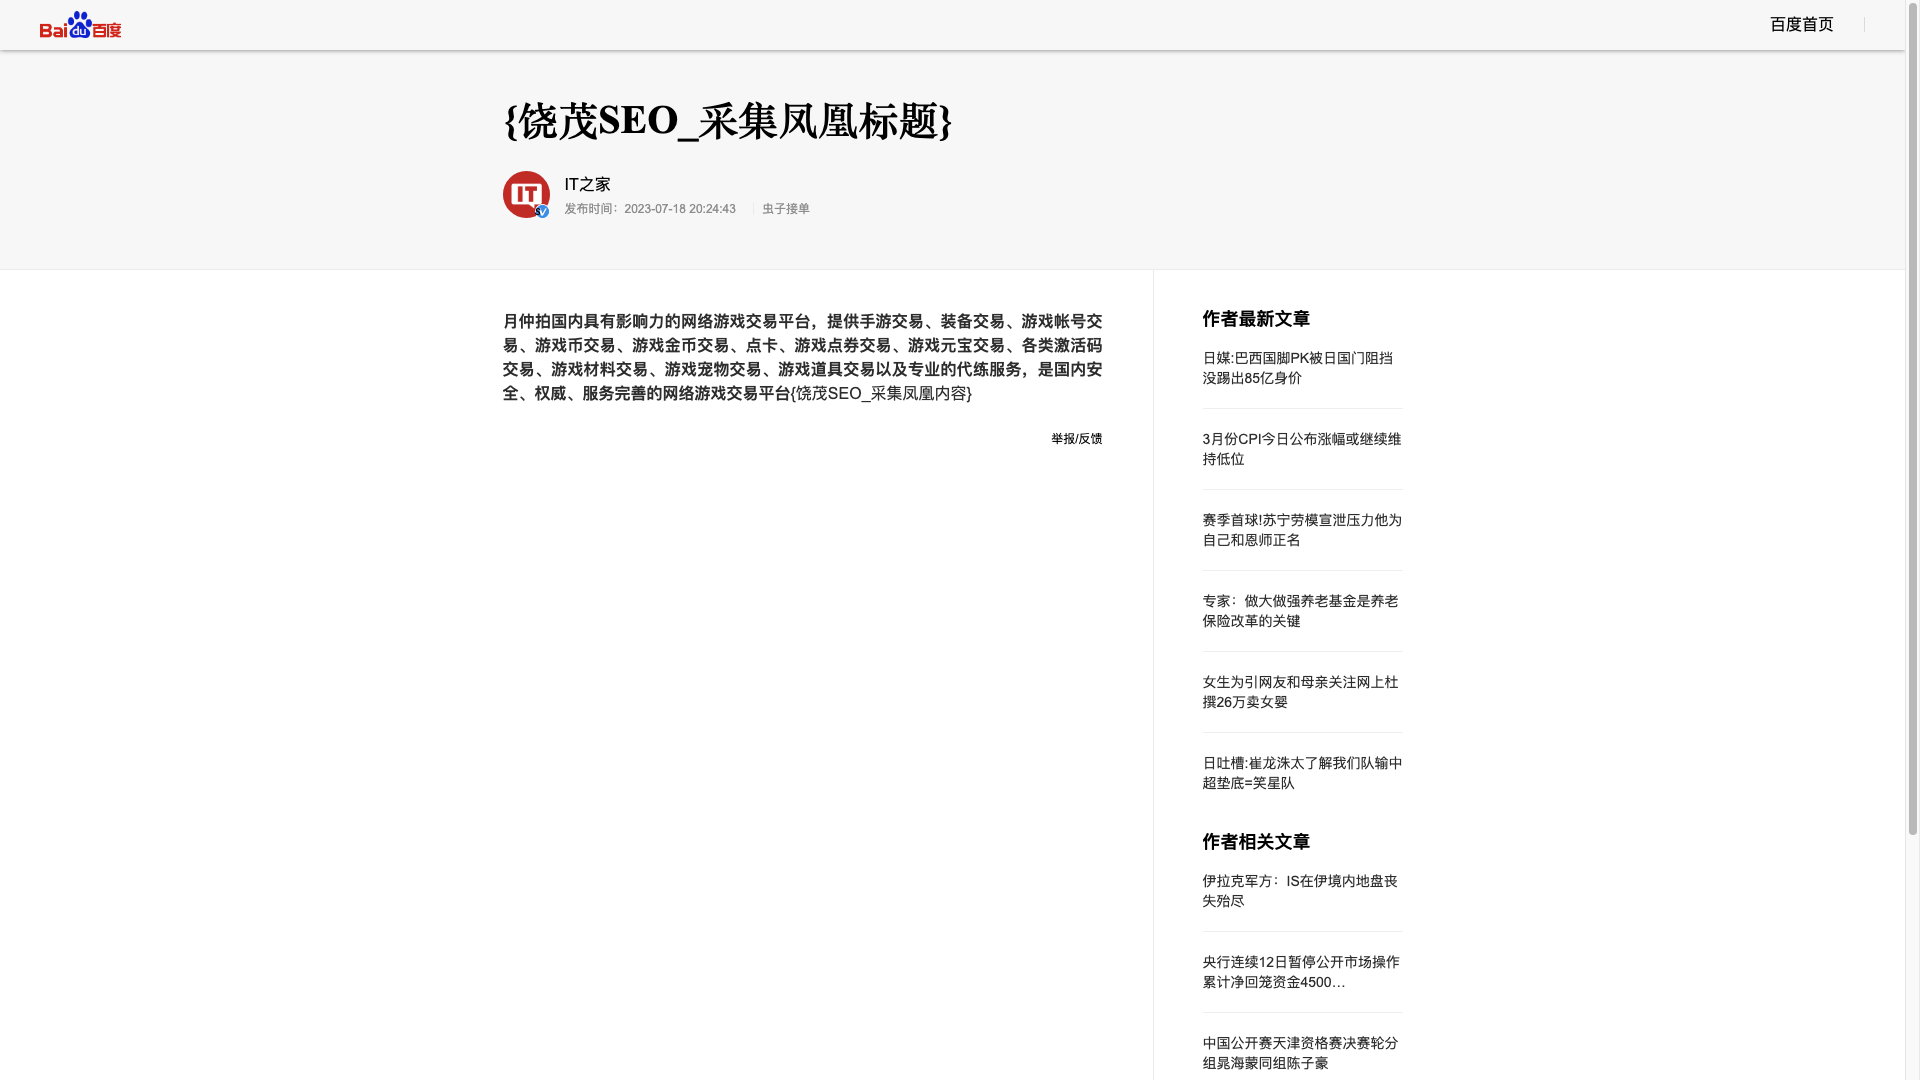 Bai du 百度
百度首页
{饶茂SEO_采集凤凰标题}
IT
IT之家
发布时间：2023-07-18 20:24:43
虫子接单
月仲拍国内具有影响力的网络游戏交易平台，提供手游交易、装备交易、游戏帐号交
易、游戏币交易、游戏金币交易、点卡、游戏点券交易、游戏元宝交易、各类激活码
交易、游戏材料交易、游戏宠物交易、游戏道具交易以及专业的代练服务，是国内安
全、权威、服务完善的网络游戏交易平台{饶茂SEO_采集凤凰内容}
举报/反馈
作者最新文章
日媒:巴西国脚PK被日国门阻挡
没踢出85亿身价
3月份CPI今日公布涨幅或继续维
持低位
赛季首球!苏宁劳模宣泄压力他为
自己和恩师正名
专家：做大做强养老基金是养老
保险改革的关键
女生为引网友和母亲关注网上杜
撰26万卖女婴
日吐槽:崔龙洙太了解我们队输中
超垫底=笑星队
作者相关文章
伊拉克军方：IS在伊境内地盘丧
失殆尽
央行连续12日暂停公开市场操作
累计净回笼资金4500…
中国公开赛天津资格赛决赛轮分
组晁海蒙同组陈子豪